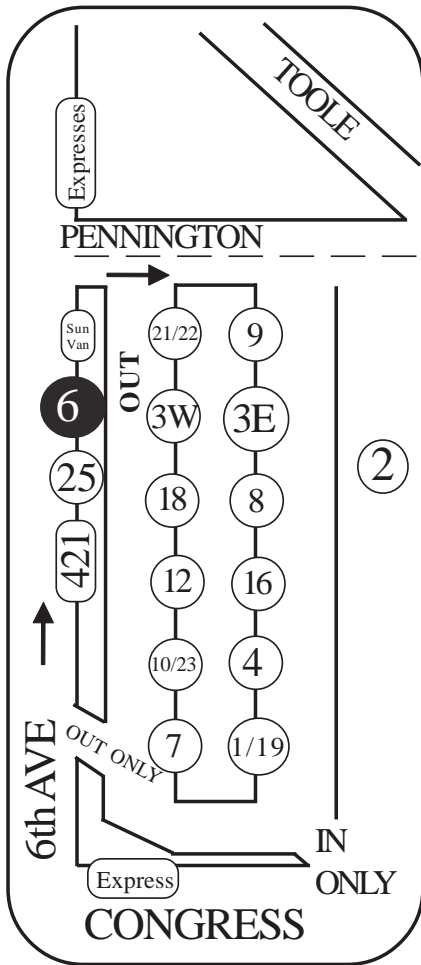 TOOLE
Expresses
PENNINGTON
Sun
Van
21/22
9
OUT
6
3W
3E
25
2
18
8
421
12
16
10/23
4
6th AVE
OUT ONLY
7
1/19
IN
ONLY
Express
CONGRESS